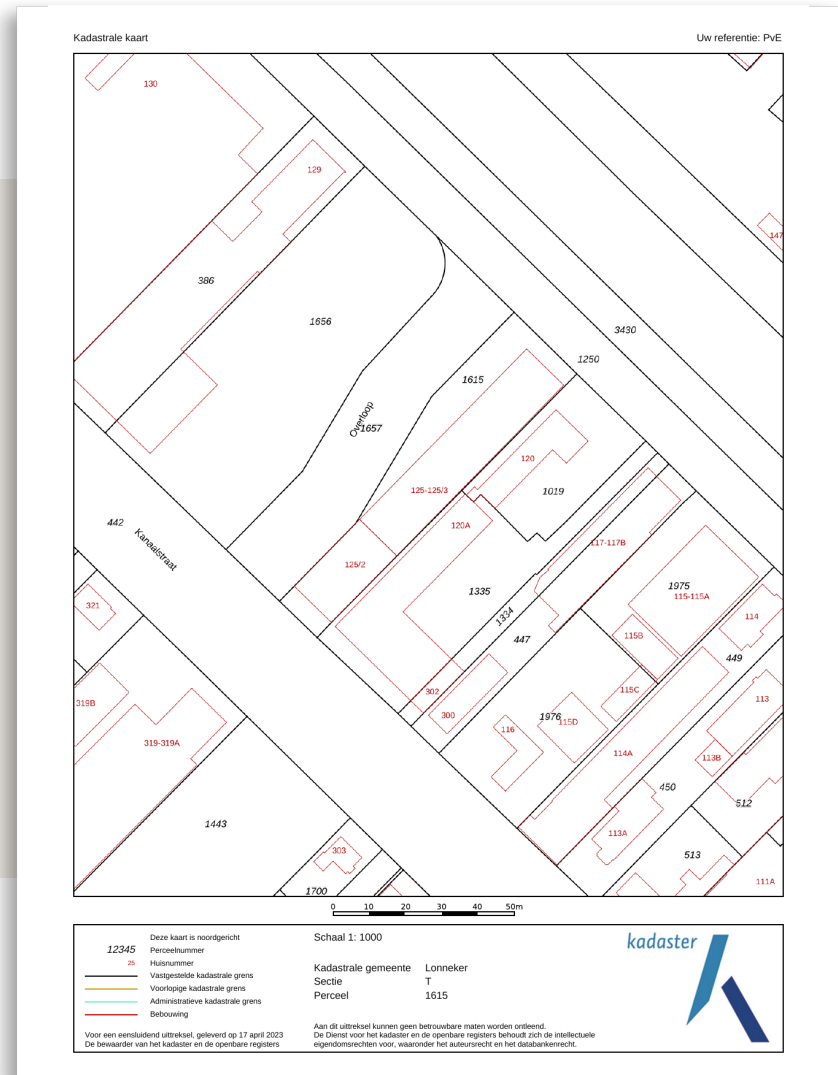 Kadastrale kaart
Uw referentie: PvE
130
129
147
386
1656
3430
1250
1615
Overloop
1657
120
125-125/3
1019
120A
442
Kanaalstraat
117-117B
125/2
1975
1335
115-115A
321
1334
114
115B
447
449
302
115C
319B
113
300
1976
115D
116
319-319A
114A
113B
450
512
1443
113A
303
513
111A
1700
0 10 20 30 40 50m
Deze kaart is noordgericht
12345 Perceelnummer
25 Huisnummer
Vastgestelde kadastrale grens
Voorlopige kadastrale grens
Administratieve kadastrale grens
Bebouwing
Voor een eensluidend uittreksel, geleverd op 17 april 2023
De bewaarder van het kadaster en de openbare registers
Schaal 1: 1000
Kadastrale gemeente Lonneker
Sectie T
Perceel 1615
Aan dit uittreksel kunnen geen betrouwbare maten worden ontleend.
De Dienst voor het kadaster en de openbare registers behoudt zich de intellectuele
eigendomsrechten voor, waaronder het auteursrecht en het databankenrecht.
kadaster